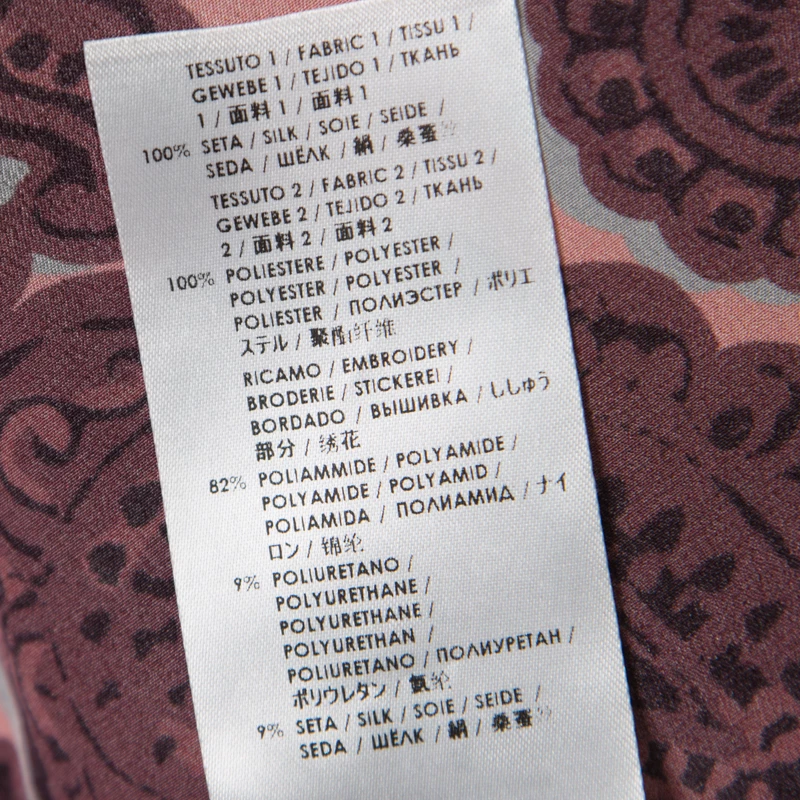 TESSUTO 1 / FABRIC 1 / TISSU 1 /
GEWEBE 1 / TEJIDO 1 / ТКАНЬ
1 / 面料 1 / 面料 1
100% SETA / SILK / SOIE / SEIDE /
SEDA / ШЁЛК / 絹 / 桑蚕
TESSUTO 2 / FABRIC 2 / TISSU 2 /
GEWEBE 2 / TEJIDO 2 / ТКАНЬ
2 / 面料 2 / 面料 2
100% POLIESTERE / POLYESTER /
POLYESTER / POLYESTER /
POLIESTER / ПОЛИЭСТЕР / ポリエ
ステル / 聚酯纤维
RICAMO / EMBROIDERY /
BRODERIE / STICKEREI /
BORDADO / ВЫШИВКА / ししゅう
部分 / 绣花
82% POLIAMMIDE / POLYAMIDE /
POLYAMIDE / POLYAMID /
POLIAMIDA / ПОЛИАМИД / ナイ
ロン / 锦纶
9% POLIURETANO /
POLYURETHANE /
POLYURETHANE /
POLYURETHAN /
POLIURETANO / ПОЛИУРЕТАН /
ポリウレタン / 氨纶
9% SETA / SILK / SOIE / SEIDE /
SEDA / ШЁЛК / 絹 / 桑蚕